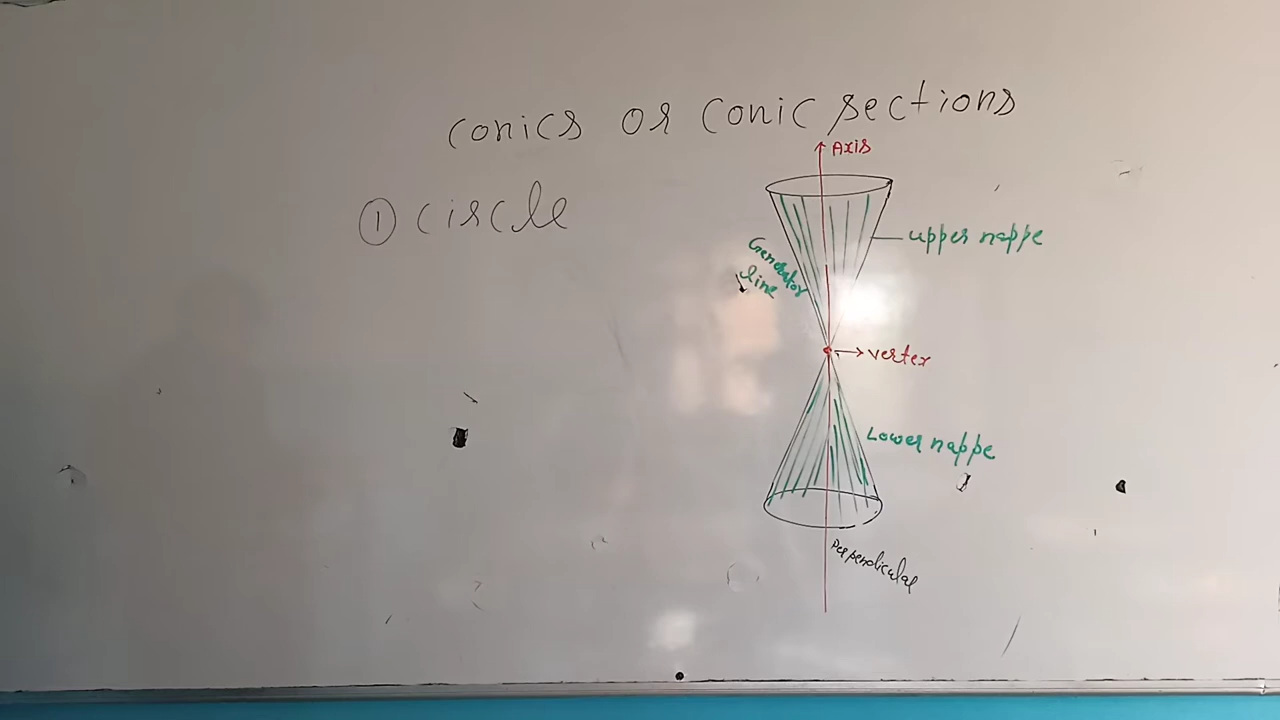 conics or conic sections
① circle
Axis
upper nappe
Generator
line
vertex
Lower nappe
perpendicular